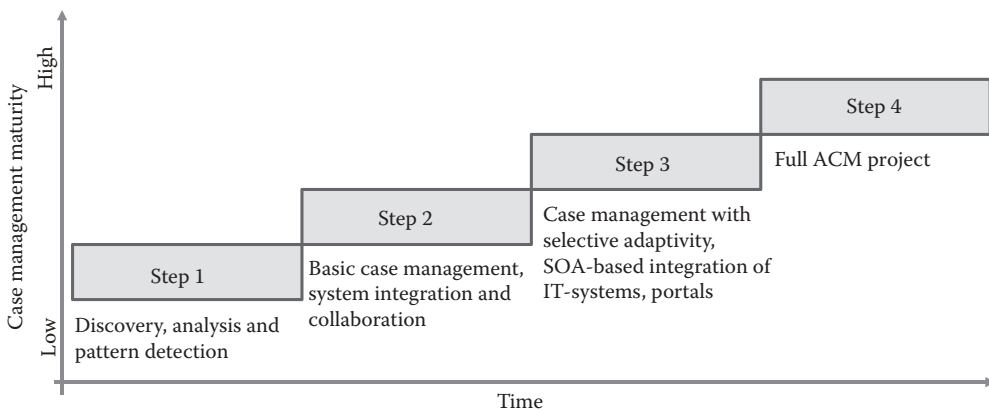 High
Case management maturity
Low
Step 1
Discovery, analysis and
pattern detection
Step 2
Basic case management,
system integration and
collaboration
Step 3
Case management with
selective adaptivity,
SOA-based integration of
IT-systems, portals
Step 4
Full ACM project
Time